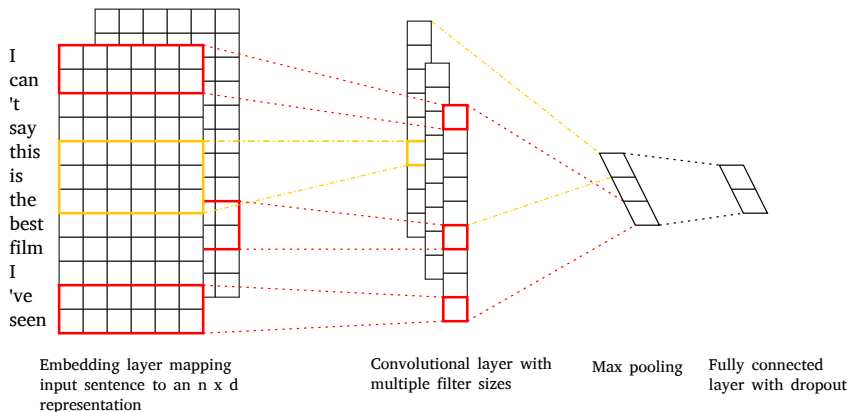 I
can
't
say
this
is
the
best
film
I
've
seen
Embedding layer mapping
input sentence to an n x d
representation
Convolutional layer with
multiple filter sizes
Max pooling
Fully connected
layer with dropout